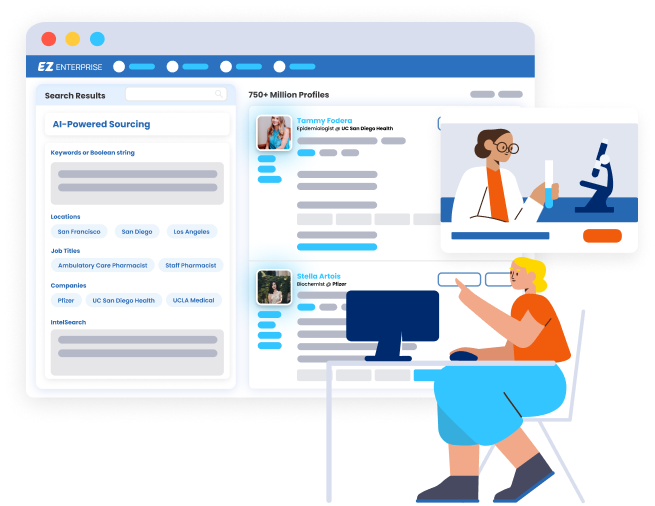 EZ ENTERPRISE
Search Results
AI-Powered Sourcing
Keywords or Boolean string
Locations
San Francisco San Diego Los Angeles
Job Titles
Ambulatory Care Pharmacist Staff Pharmacist
Companies
Pfizer UC San Diego Health UCLA Medical
IntelSearch
750+ Million Profiles
Tammy Fodera
Epidemiologist @ UC San Diego Health
Stella Artois
Biochemist @ Pfizer